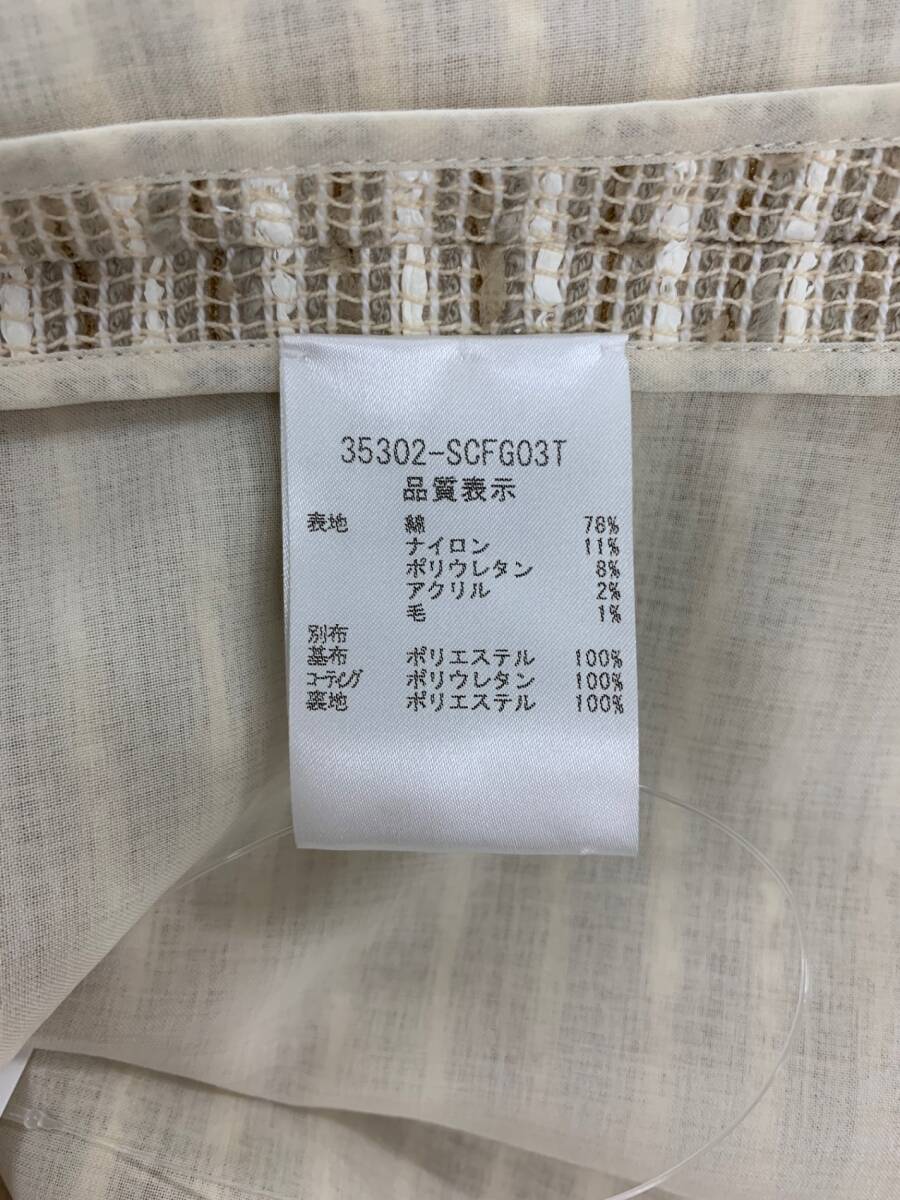 35302-SCFG03T
品質表示
表地 綿 78%
ナイロン 11%
ポリウレタン 8%
アクリル 2%
毛 1%
別布
基布 ポリエステル 100%
コーティング ポリウレタン 100%
裏地 ポリエステル 100%